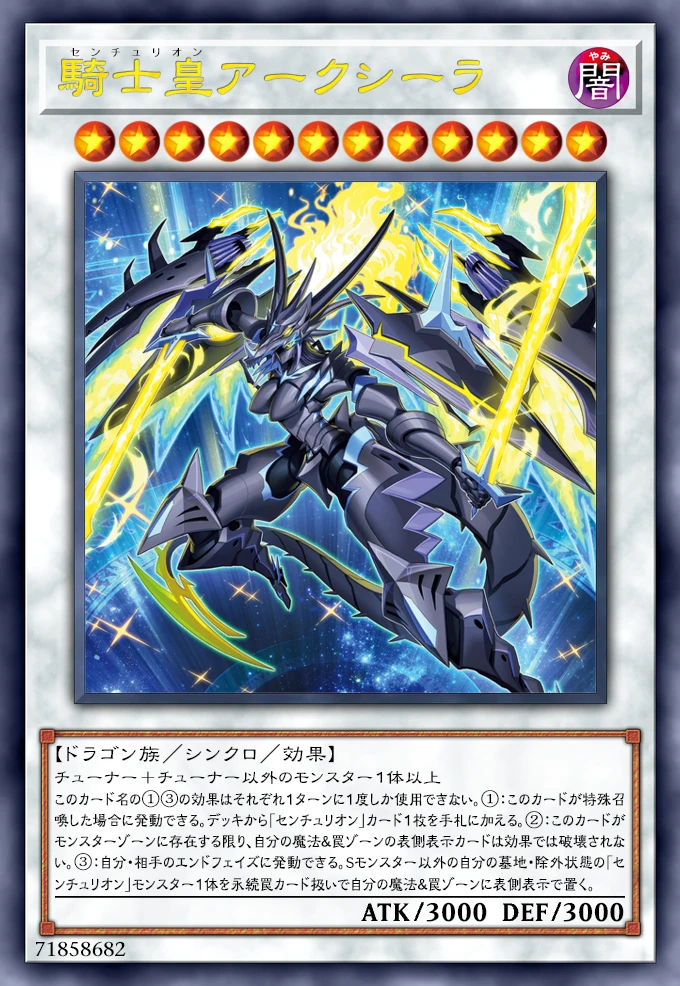 センチュリオン
騎士皇アークシーラ
やみ
闇
【ドラゴン族／シンクロ／効果】
チューナー＋チューナー以外のモンスター1体以上
このカード名の①③の効果はそれぞれ1ターンに1度しか使用できない。①：このカードが特殊召
喚した場合に発動できる。デッキから「センチュリオン」カード1枚を手札に加える。②：このカードが
モンスターゾーンに存在する限り、自分の魔法&罠ゾーンの表側表示カードは効果では破壊されな
い。③：自分・相手のエンドフェイズに発動できる。Sモンスター以外の自分の墓地・除外状態の「セ
ンチュリオン」モンスター1体を永続罠カード扱いで自分の魔法&罠ゾーンに表側表示で置く。
ATK/3000 DEF/3000
71858682